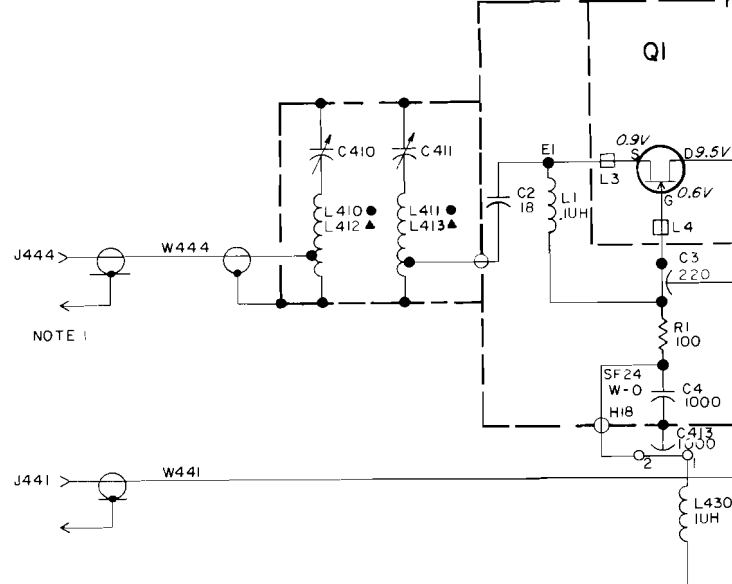 Q1
C410
C411
0.9V
S
D
9.5V
E1
L3
C2
18
L1
.1UH
0.6V
G
L4
L410 ●
L412 ▲
L411 ●
L413 ▲
J444
W444
C3
220
NOTE 1
R1
100
SF24
W-O
C4
1000
H18
C413
1000
2
1
J441
W441
L430
1UH